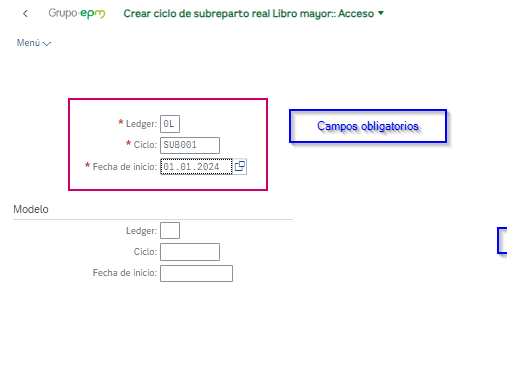 Grupo·epm Crear ciclo de subreparto real Libro mayor:: Acceso
Menú
* Ledger: 0L
Campos obligatorios
* Ciclo: SUB001
* Fecha de inicio: 01.01.2024
Modelo
Ledger:
Ciclo:
Fecha de inicio: